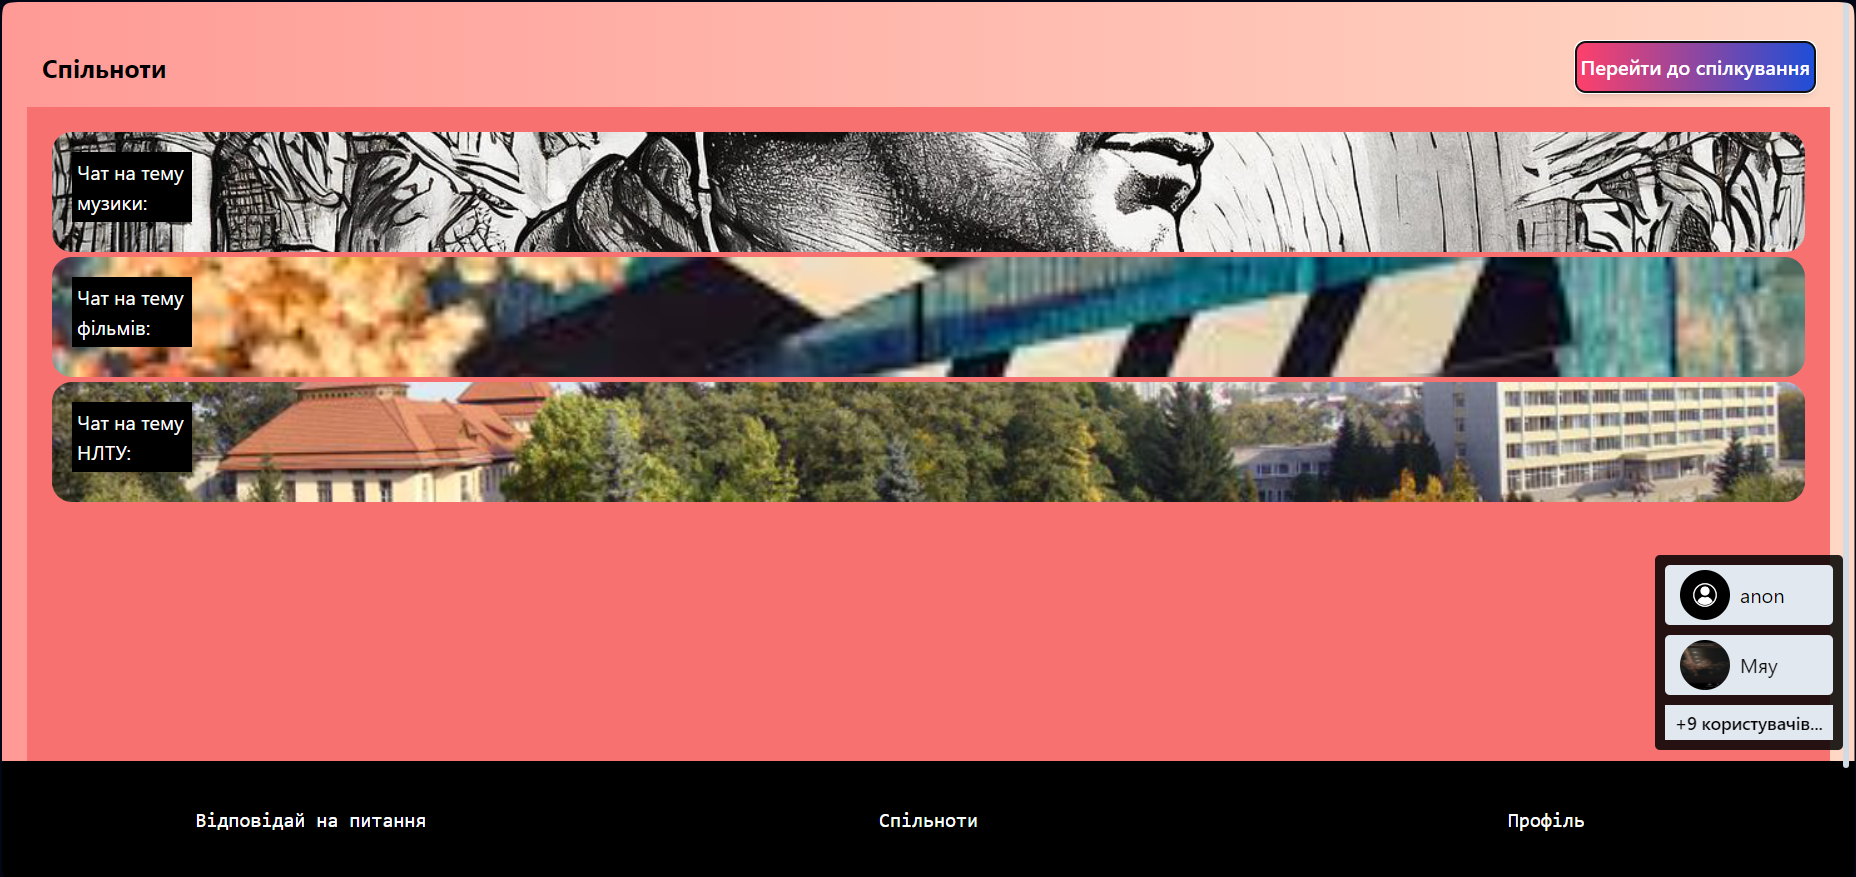 Спільноти
Перейти до спілкування
Чат на тему
музики:
Чат на тему
фільмів:
Чат на тему
НЛТУ:
anon
Мяу
+9 користувачів...
Відповідай на питання
Спільноти
Профіль